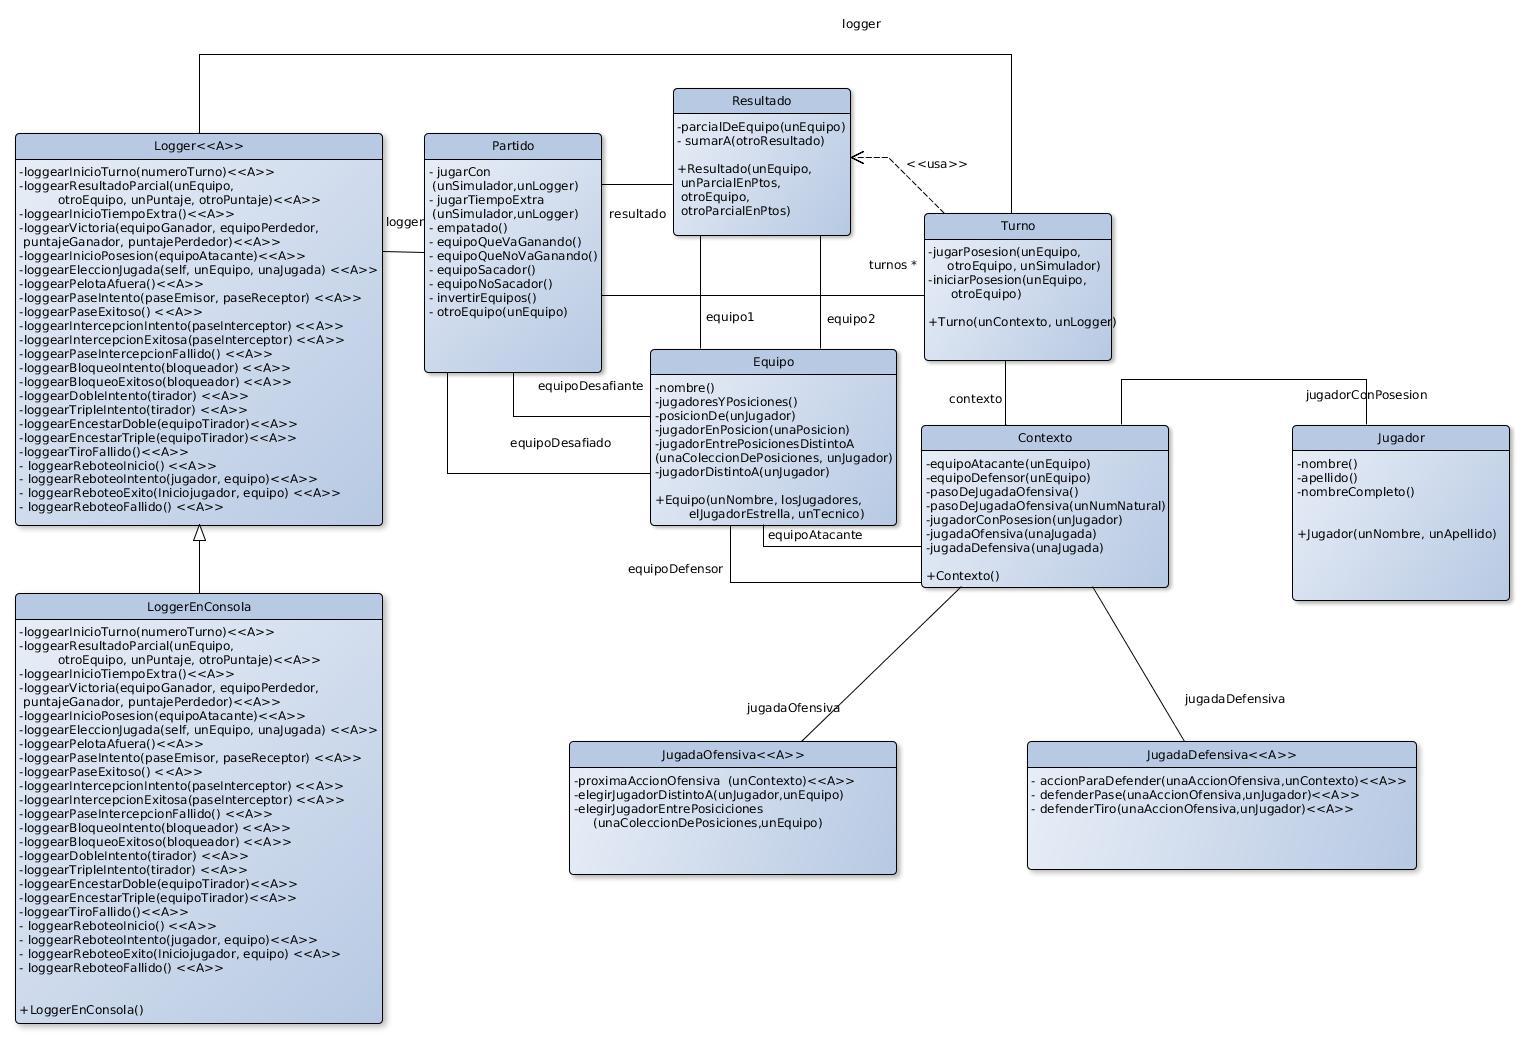 logger
Logger<<A>>
-loggearInicioTurno(numeroTurno)<<A>>
-loggearResultadoParcial(unEquipo,
otroEquipo, unPuntaje, otroPuntaje)<<A>>
-loggearInicioTiempoExtra()<<A>>
-loggearVictoria(equipoGanador, equipoPerdedor,
puntajeGanador, puntajePerdedor)<<A>>
-loggearInicioPosesion(equipoAtacante)<<A>>
-loggearEleccionJugada(self, unEquipo, unaJugada) <<A>>
-loggearPelotaAfuera()<<A>>
-loggearPaseIntento(paseEmisor, paseReceptor) <<A>>
-loggearPaseExitoso() <<A>>
-loggearIntercepcionIntento(paseInterceptor) <<A>>
-loggearIntercepcionExitosa(paseInterceptor) <<A>>
-loggearPaseIntercepcionFallido() <<A>>
-loggearBloqueoIntento(bloqueador) <<A>>
-loggearBloqueoExitoso(bloqueador) <<A>>
-loggearDobleIntento(tirador) <<A>>
-loggearTripleIntento(tirador) <<A>>
-loggearEncestarDoble(equipoTirador)<<A>>
-loggearEncestarTriple(equipoTirador)<<A>>
-loggearTiroFallido()<<A>>
- loggearReboteoInicio() <<A>>
- loggearReboteoIntento(jugador, equipo)<<A>>
- loggearReboteoExito(Iniciojugador, equipo) <<A>>
- loggearReboteoFallido() <<A>>
logger
Partido
- jugarCon
(unSimulador,unLogger)
- jugarTiempoExtra
(unSimulador,unLogger)
- empatado()
- equipoQueVaGanando()
- equipoQueNoVaGanando()
- equipoSacador()
- equipoNoSacador()
- invertirEquipos()
- otroEquipo(unEquipo)
resultado
Resultado
-parcialDeEquipo(unEquipo)
- sumarA(otroResultado)
+Resultado(unEquipo,
unParcialEnPtos,
otroEquipo,
otroParcialEnPtos)
<<usa>>
turnos *
Turno
-jugarPosesion(unEquipo,
otroEquipo, unSimulador)
-iniciarPosesion(unEquipo,
otroEquipo)
+Turno(unContexto, unLogger)
equipo1
equipo2
equipoDesafiante
equipoDesafiado
Equipo
-nombre()
-jugadoresYPosiciones()
-posicionDe(unJugador)
-jugadorEnPosicion(unaPosicion)
-jugadorEntrePosicionesDistintoA
(unaColeccionDePosiciones, unJugador)
-jugadorDistintoA(unJugador)
+Equipo(unNombre, losJugadores,
elJugadorEstrella, unTecnico)
contexto
jugadorConPosesion
Contexto
-equipoAtacante(unEquipo)
-equipoDefensor(unEquipo)
-pasoDeJugadaOfensiva()
-pasoDeJugadaOfensiva(unNumNatural)
-jugadorConPosesion(unJugador)
-jugadaOfensiva(unaJugada)
-jugadaDefensiva(unaJugada)
+Contexto()
Jugador
-nombre()
-apellido()
-nombreCompleto()
+Jugador(unNombre, unApellido)
equipoAtacante
equipoDefensor
LoggerEnConsola
-loggearInicioTurno(numeroTurno)<<A>>
-loggearResultadoParcial(unEquipo,
otroEquipo, unPuntaje, otroPuntaje)<<A>>
-loggearInicioTiempoExtra()<<A>>
-loggearVictoria(equipoGanador, equipoPerdedor,
puntajeGanador, puntajePerdedor)<<A>>
-loggearInicioPosesion(equipoAtacante)<<A>>
-loggearEleccionJugada(self, unEquipo, unaJugada) <<A>>
-loggearPelotaAfuera()<<A>>
-loggearPaseIntento(paseEmisor, paseReceptor) <<A>>
-loggearPaseExitoso() <<A>>
-loggearIntercepcionIntento(paseInterceptor) <<A>>
-loggearIntercepcionExitosa(paseInterceptor) <<A>>
-loggearPaseIntercepcionFallido() <<A>>
-loggearBloqueoIntento(bloqueador) <<A>>
-loggearBloqueoExitoso(bloqueador) <<A>>
-loggearDobleIntento(tirador) <<A>>
-loggearTripleIntento(tirador) <<A>>
-loggearEncestarDoble(equipoTirador)<<A>>
-loggearEncestarTriple(equipoTirador)<<A>>
-loggearTiroFallido()<<A>>
- loggearReboteoInicio() <<A>>
- loggearReboteoIntento(jugador, equipo)<<A>>
- loggearReboteoExito(Iniciojugador, equipo) <<A>>
- loggearReboteoFallido() <<A>>
+LoggerEnConsola()
jugadaOfensiva
jugadaDefensiva
JugadaOfensiva<<A>>
-proximaAccionOfensiva  (unContexto)<<A>>
-elegirJugadorDistintoA(unJugador,unEquipo)
-elegirJugadorEntrePosiciciones
(unaColeccionDePosiciones,unEquipo)
JugadaDefensiva<<A>>
- accionParaDefender(unaAccionOfensiva,unContexto)<<A>>
- defenderPase(unaAccionOfensiva,unJugador)<<A>>
- defenderTiro(unaAccionOfensiva,unJugador)<<A>>